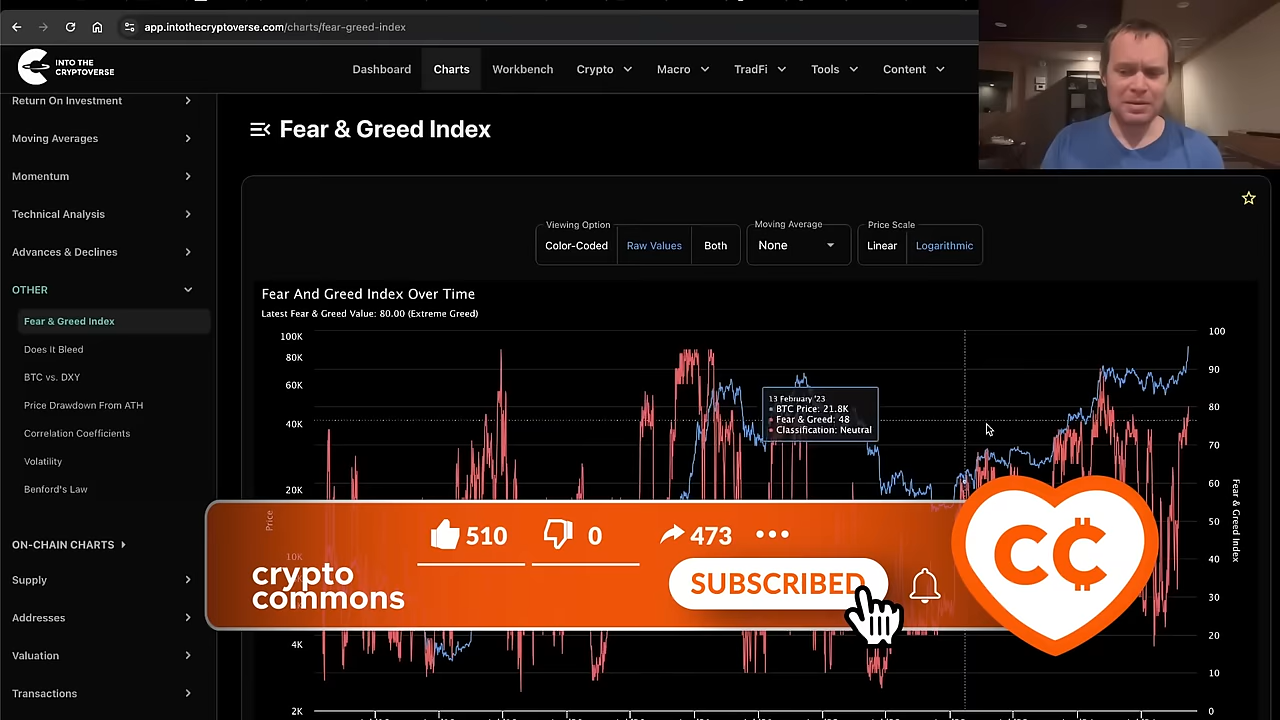 app.intothecryptoverse.com/charts/fear-greed-index
INTO THE
CRYPTOVERSE
Dashboard
Charts
Workbench
Crypto
Macro
TradFi
Tools
Content
Return On Investment
Moving Averages
Momentum
Technical Analysis
Advances & Declines
OTHER
Fear & Greed Index
Does It Bleed
BTC vs. DXY
Price Drawdown From ATH
Correlation Coefficients
Volatility
Benford's Law
ON-CHAIN CHARTS
Supply
Addresses
Valuation
Transactions
Fear & Greed Index
Viewing Option
Color-Coded
Raw Values
Both
Moving Average
None
Price Scale
Linear
Logarithmic
Fear And Greed Index Over Time
Latest Fear & Greed Value: 80.00 (Extreme Greed)
100K
80K
60K
40K
20K
10K
4K
2K
Price
13 February '23
BTC Price: 21.8K
Fear & Greed: 48
Classification: Neutral
100
90
80
70
60
50
40
30
20
10
0
Fear & Greed Index
crypto
commons
510
0
473
SUBSCRIBED
CC